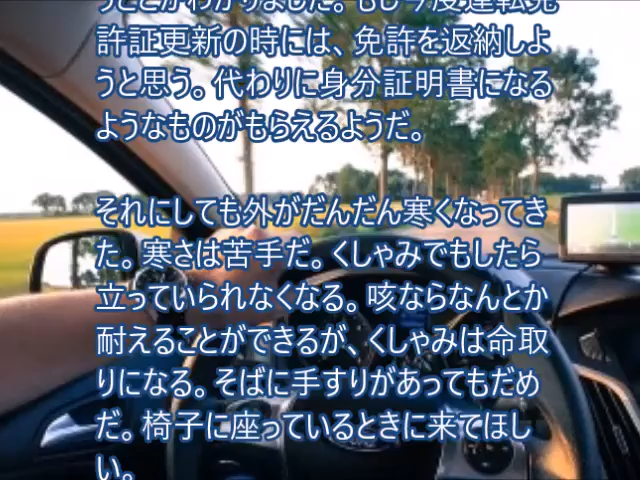 許証更新の時には、免許を返納しよ
うと思う。代わりに身分証明書になる
ようなものがもらえるようだ。
それにしても外がだんだん寒くなってき
た。寒さは苦手だ。くしゃみでもしたら
立っていられなくなる。咳ならなんとか
耐えることができるが、くしゃみは命取
りになる。そばに手すりがあってもだめ
だ。椅子に座っているときに来てほし
い。